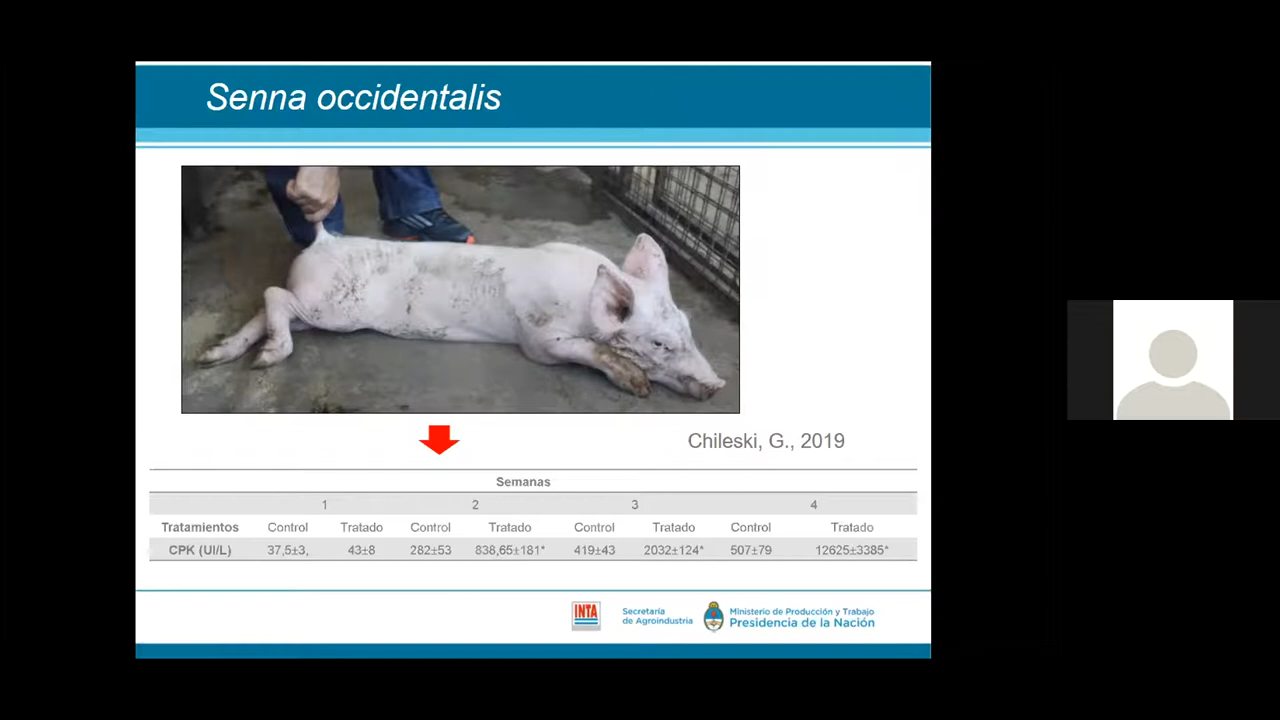 Senna occidentalis
Chileski, G., 2019
Semanas
1 2 3 4
Tratamientos Control Tratado Control Tratado Control Tratado Control Tratado
CPK (UI/L) 37,5±3, 43±8 282±53 838,65±181* 419±43 2032±124* 507±79 12625±3385*
INTA
Secretaría
de Agroindustria
Ministerio de Producción y Trabajo
Presidencia de la Nación